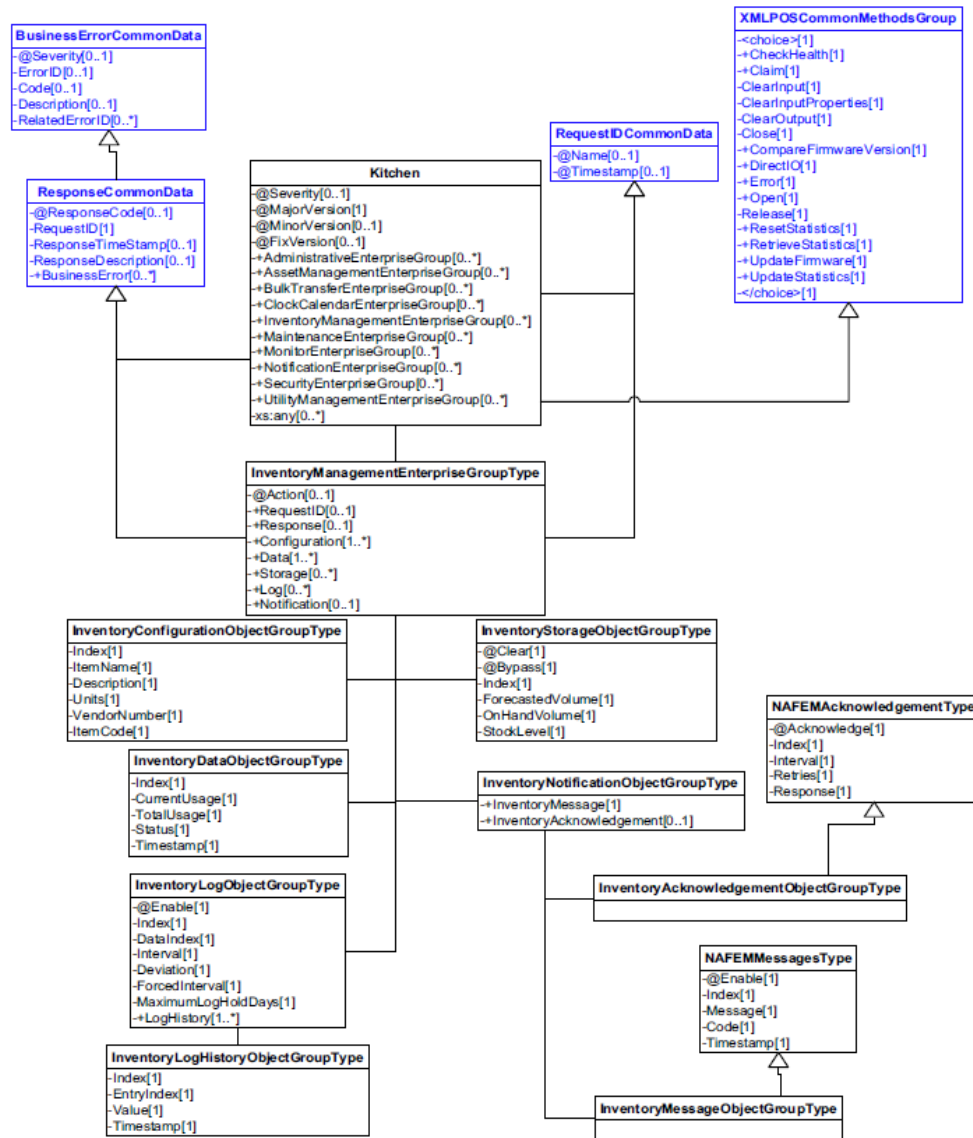 BusinessErrorCommonData
-@Severity[0..1]
-ErrorID[0..1]
-Code[0..1]
-Description[0..1]
-RelatedErrorID[0..*]
XMLPOSCommonMethodsGroup
-<choice>[1]
-+CheckHealth[1]
-+Claim[1]
-ClearInput[1]
-ClearInputProperties[1]
-ClearOutput[1]
-Close[1]
-+CompareFirmwareVersion[1]
-+DirectIO[1]
-+Error[1]
-+Open[1]
-Release[1]
-+ResetStatistics[1]
-+RetrieveStatistics[1]
-+UpdateFirmware[1]
-+UpdateStatistics[1]
-</choice>[1]
RequestIDCommonData
-@Name[0..1]
-@Timestamp[0..1]
ResponseCommonData
-@ResponseCode[0..1]
-RequestID[1]
-ResponseTimeStamp[0..1]
-ResponseDescription[0..1]
-+BusinessError[0..*]
Kitchen
-@Severity[0..1]
-@MajorVersion[1]
-@MinorVersion[0..1]
-@FixVersion[0..1]
-+AdministrativeEnterpriseGroup[0..*]
-+AssetManagementEnterpriseGroup[0..*]
-+BulkTransferEnterpriseGroup[0..*]
-+ClockCalendarEnterpriseGroup[0..*]
-+InventoryManagementEnterpriseGroup[0..*]
-+MaintenanceEnterpriseGroup[0..*]
-+MonitorEnterpriseGroup[0..*]
-+NotificationEnterpriseGroup[0..*]
-+SecurityEnterpriseGroup[0..*]
-+UtilityManagementEnterpriseGroup[0..*]
-xs:any[0..*]
InventoryManagementEnterpriseGroupType
-@Action[0..1]
-+RequestID[0..1]
-+Response[0..1]
-+Configuration[1..*]
-+Data[1..*]
-+Storage[0..*]
-+Log[0..*]
-+Notification[0..1]
InventoryConfigurationObjectGroupType
-Index[1]
-ItemName[1]
-Description[1]
-Units[1]
-VendorNumber[1]
-ItemCode[1]
InventoryStorageObjectGroupType
-@Clear[1]
-@Bypass[1]
-Index[1]
-ForecastedVolume[1]
-OnHandVolume[1]
-StockLevel[1]
NAFEMAcknowledgementType
-@Acknowledge[1]
-Index[1]
-Interval[1]
-Retries[1]
-Response[1]
InventoryDataObjectGroupType
-Index[1]
-CurrentUsage[1]
-TotalUsage[1]
-Status[1]
-Timestamp[1]
InventoryNotificationObjectGroupType
-+InventoryMessage[1]
-+InventoryAcknowledgement[0..1]
InventoryLogObjectGroupType
-@Enable[1]
-Index[1]
-DataIndex[1]
-Interval[1]
-Deviation[1]
-ForcedInterval[1]
-MaximumLogHoldDays[1]
-+LogHistory[1..*]
InventoryAcknowledgementObjectGroupType
NAFEMMessagesType
-@Enable[1]
-Index[1]
-Message[1]
-Code[1]
-Timestamp[1]
InventoryLogHistoryObjectGroupType
-Index[1]
-EntryIndex[1]
-Value[1]
-Timestamp[1]
InventoryMessageObjectGroupType